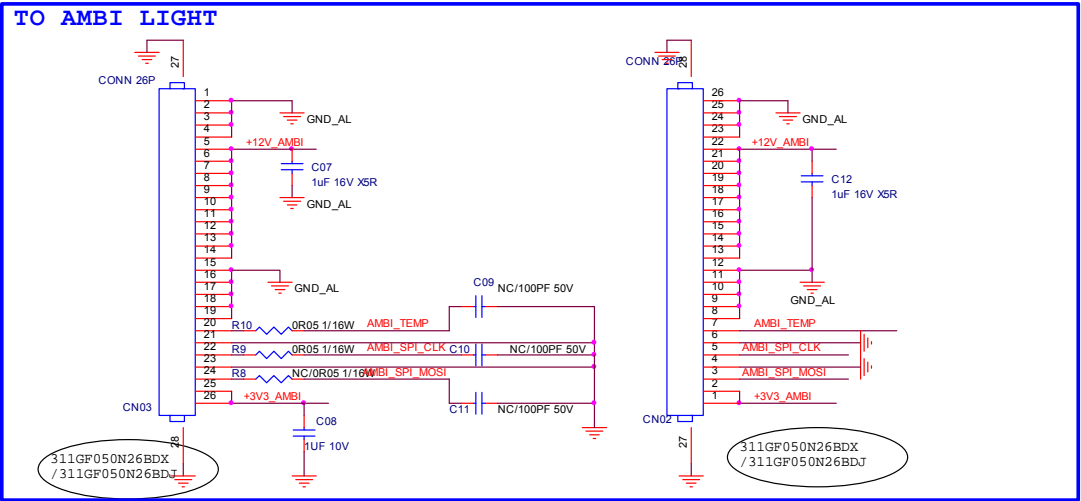 TO AMBI LIGHT
27
CONN 26P
1
2
3
4
5
6
7
8
9
10
11
12
13
14
15
16
17
18
19
20
21
22
23
24
25
26
GND_AL
+12V_AMBI
C07
1uF 16V X5R
GND_AL
GND_AL
C09
NC/100PF 50V
R10
0R05 1/16W
AMBI_TEMP
R9
0R05 1/16W
AMBI_SPI_CLK
C10
NC/100PF 50V
R8
NC/0R05 1/16W
AMBI_SPI_MOSI
C11
NC/100PF 50V
+3V3_AMBI
C08
1UF 10V
CN03
28
311GF050N26BDX
/311GF050N26BDJ
28
CONN 26P
26
25
24
23
22
21
20
19
18
17
16
15
14
13
12
11
10
9
8
7
6
5
4
3
2
1
GND_AL
+12V_AMBI
C12
1uF 16V X5R
GND_AL
AMBI_TEMP
AMBI_SPI_CLK
AMBI_SPI_MOSI
+3V3_AMBI
CN02
27
311GF050N26BDX
/311GF050N26BDJ